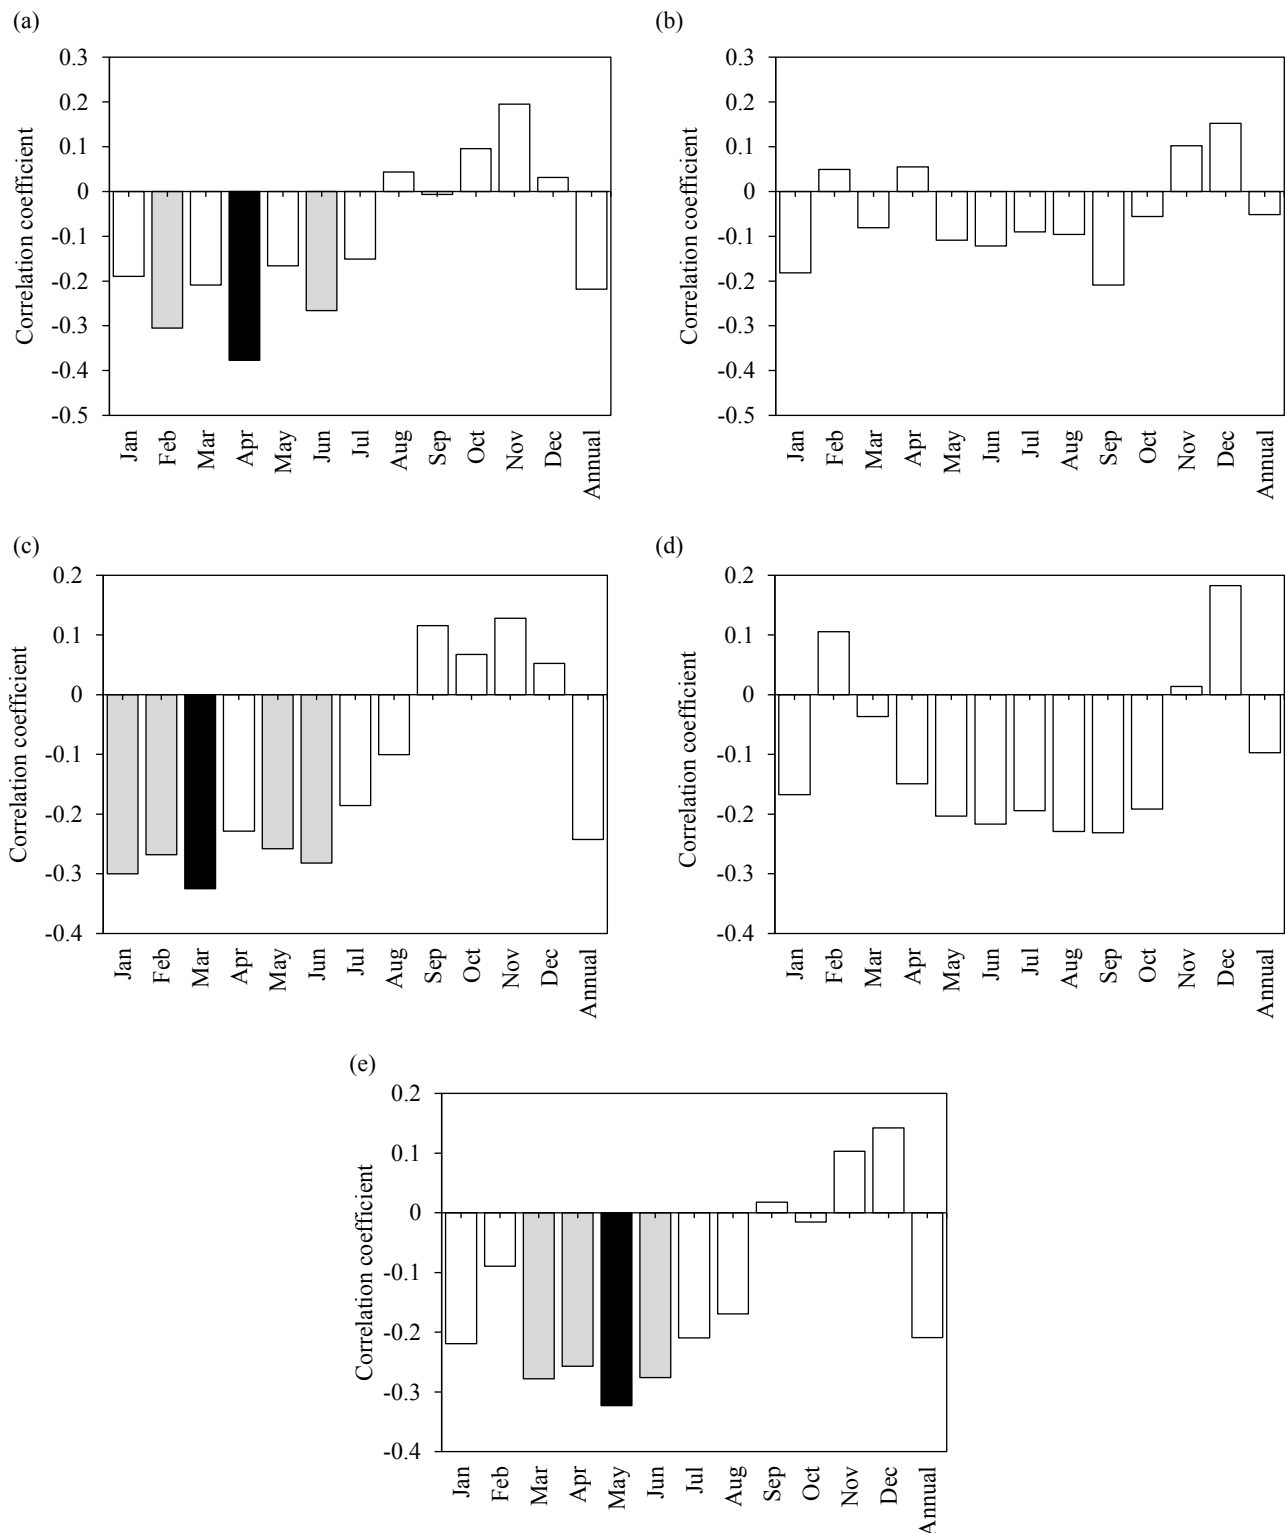 (a)
Correlation coefficient
0.3
0.2
0.1
0
-0.1
-0.2
-0.3
-0.4
-0.5
Jan
Feb
Mar
Apr
May
Jun
Jul
Aug
Sep
Oct
Nov
Dec
Annual
(b)
Correlation coefficient
0.3
0.2
0.1
0
-0.1
-0.2
-0.3
-0.4
-0.5
Jan
Feb
Mar
Apr
May
Jun
Jul
Aug
Sep
Oct
Nov
Dec
Annual
(c)
Correlation coefficient
0.2
0.1
0
-0.1
-0.2
-0.3
-0.4
Jan
Feb
Mar
Apr
May
Jun
Jul
Aug
Sep
Oct
Nov
Dec
Annual
(d)
Correlation coefficient
0.2
0.1
0
-0.1
-0.2
-0.3
-0.4
Jan
Feb
Mar
Apr
May
Jun
Jul
Aug
Sep
Oct
Nov
Dec
Annual
(e)
Correlation coefficient
0.2
0.1
0
-0.1
-0.2
-0.3
-0.4
Jan
Feb
Mar
Apr
May
Jun
Jul
Aug
Sep
Oct
Nov
Dec
Annual